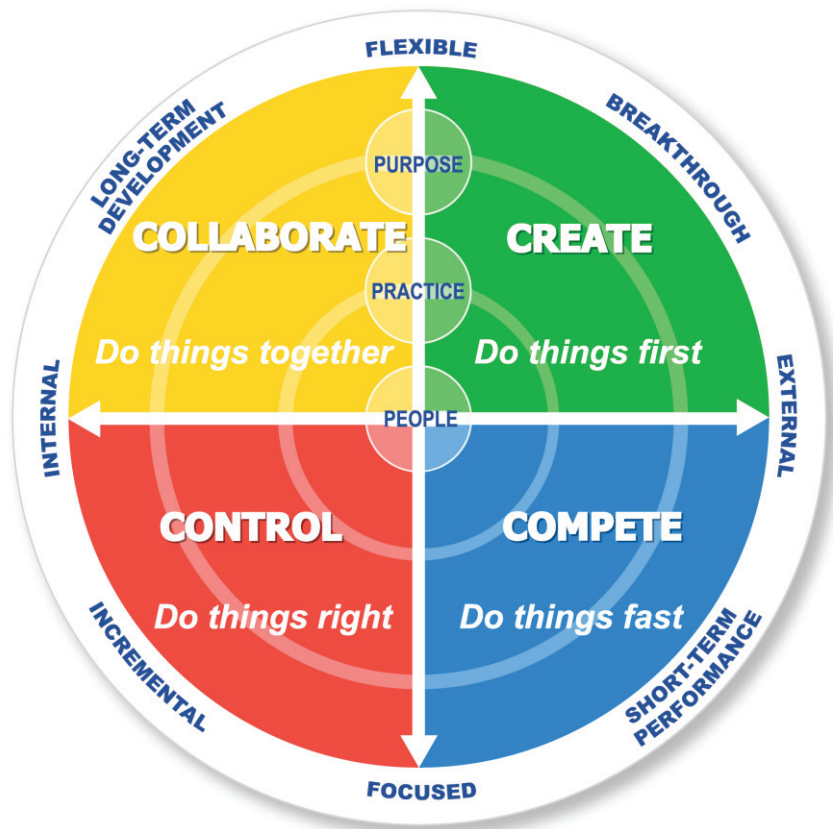 FLEXIBLE
LONG-TERM
DEVELOPMENT
BREAKTHROUGH
PURPOSE
COLLABORATE
CREATE
PRACTICE
Do things together
Do things first
INTERNAL
PEOPLE
EXTERNAL
CONTROL
COMPETE
Do things right
Do things fast
INCREMENTAL
SHORT-TERM
PERFORMANCE
FOCUSED